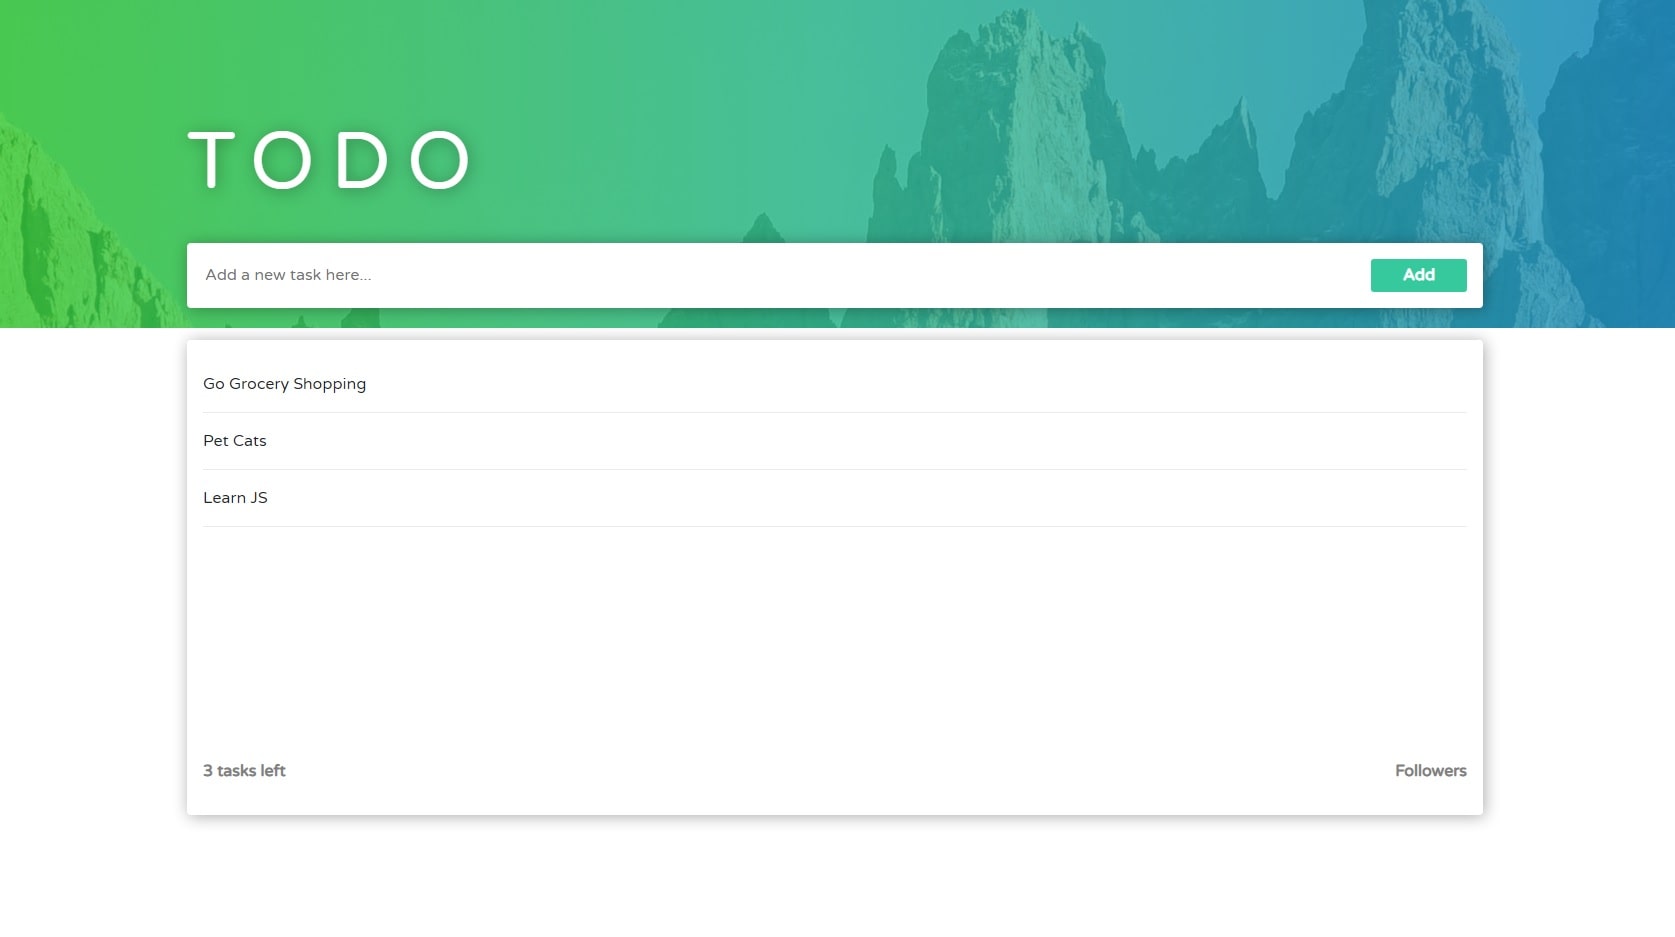 TODO
Add a new task here...
Add
Go Grocery Shopping
Pet Cats
Learn JS
3 tasks left
Followers